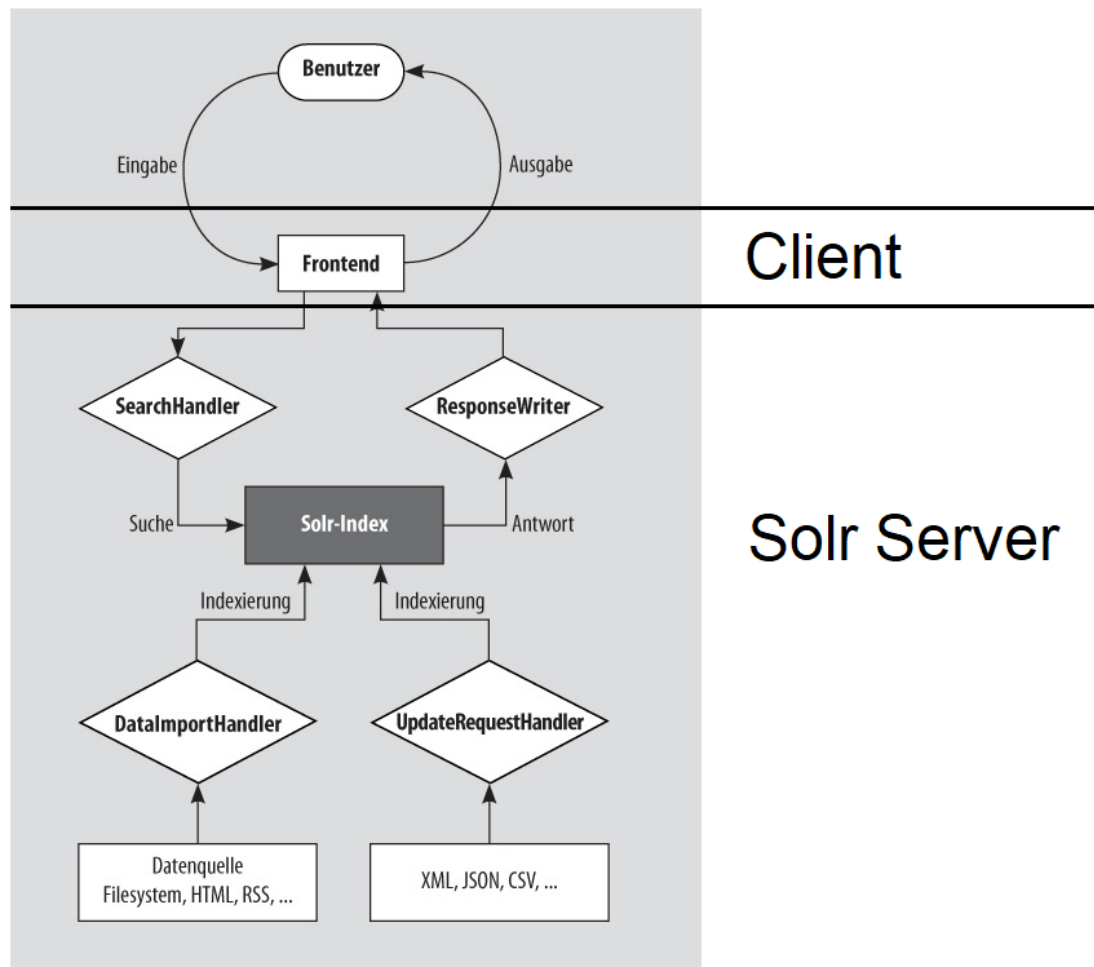 Benutzer
Eingabe
Ausgabe
Frontend
Client
SearchHandler
ResponseWriter
Suche
Solr-Index
Antwort
Solr Server
Indexierung
Indexierung
DataImportHandler
UpdateRequestHandler
Datenquelle
Filesystem, HTML, RSS, ...
XML, JSON, CSV, ...